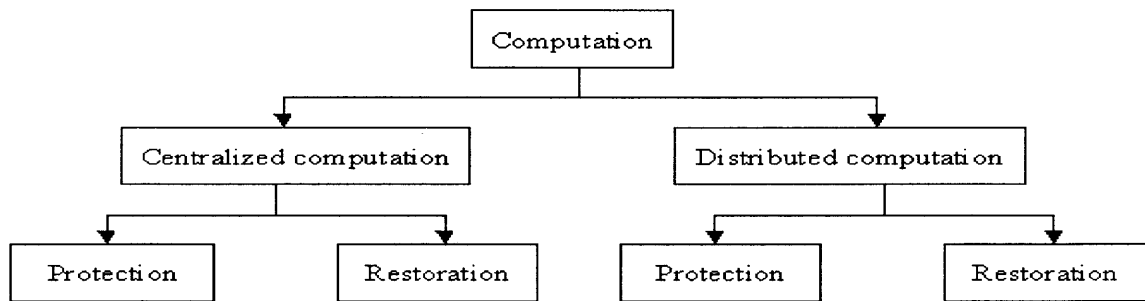 Computation
Centralized computation
Distributed computation
Protection
Restoration
Protection
Restoration